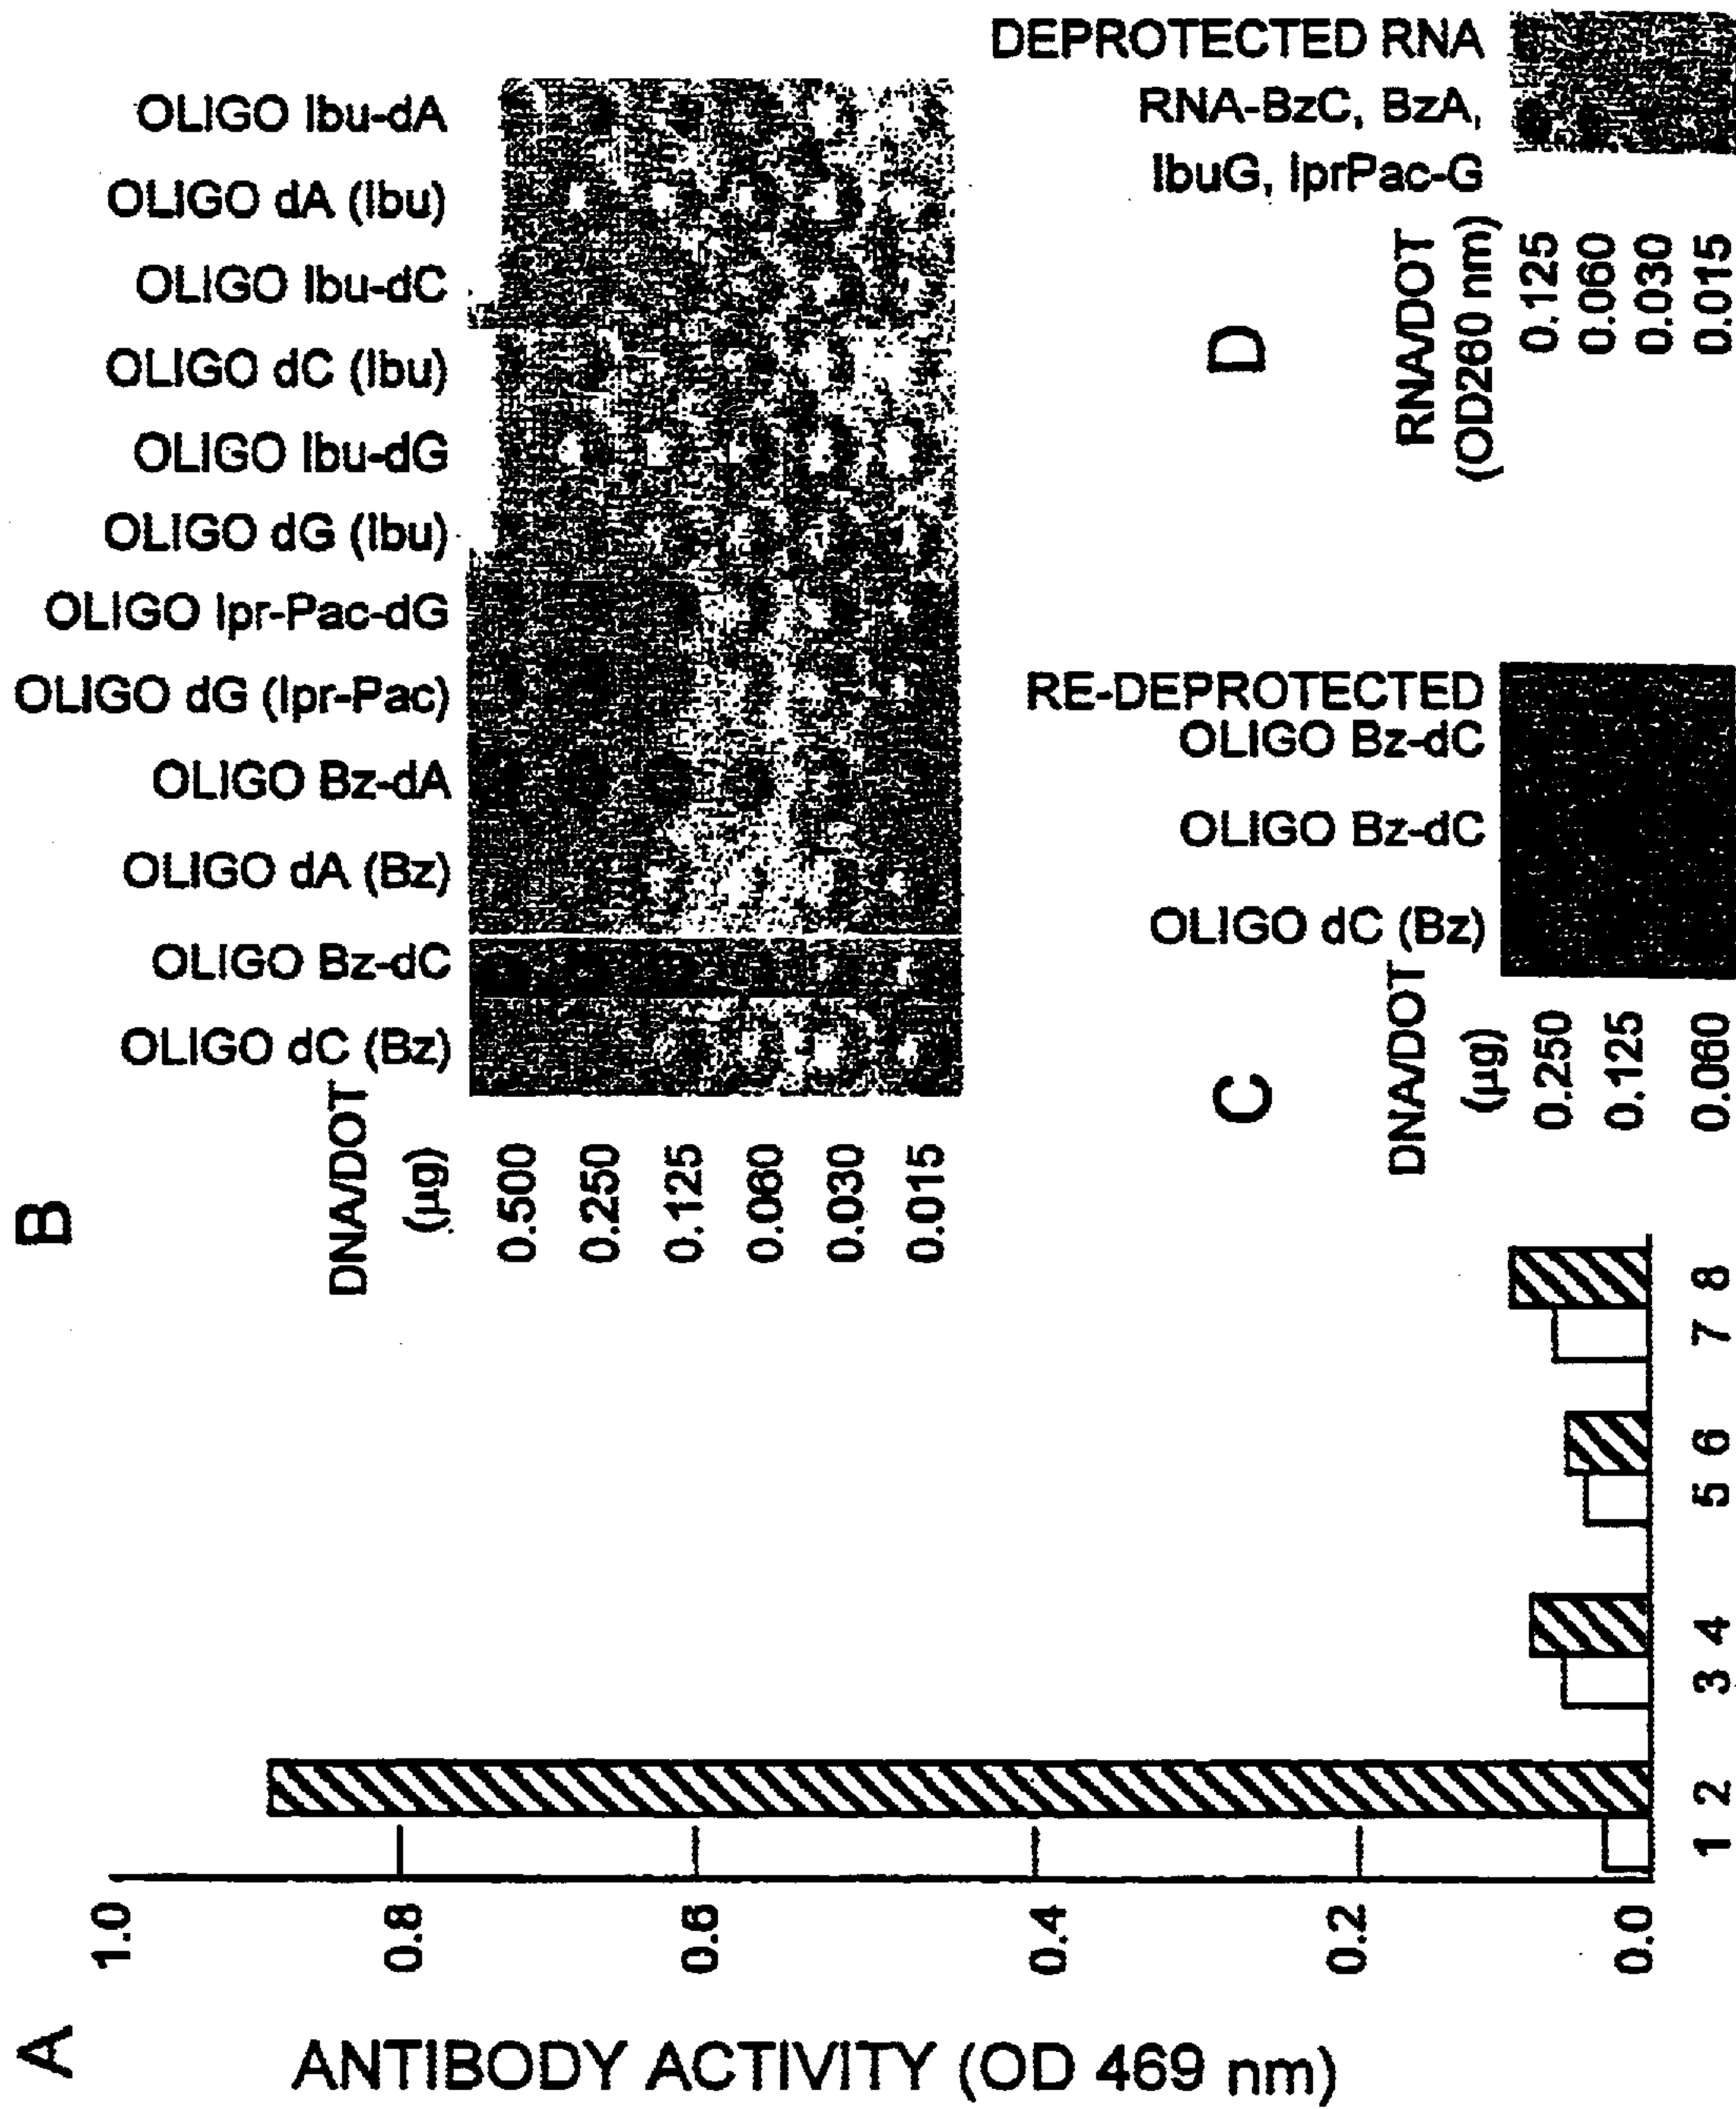 A
ANTIBODY ACTIVITY (OD 469 nm)
1.0
0.8
0.6
0.4
0.2
0.0
1 2 3 4 5 6 7 8
B
DNA/DOT
(µg)
0.500
0.250
0.125
0.060
0.030
0.015
OLIGO dC (Bz)
OLIGO Bz-dC
OLIGO dA (Bz)
OLIGO Bz-dA
OLIGO dG (Ipr-Pac)
OLIGO Ipr-Pac-dG
OLIGO dG (Ibu)
OLIGO Ibu-dG
OLIGO dC (Ibu)
OLIGO Ibu-dC
OLIGO dA (Ibu)
OLIGO Ibu-dA
C
DNA/DOT
(µg)
0.250
0.125
0.060
OLIGO dC (Bz)
OLIGO Bz-dC
RE-DEPROTECTED
OLIGO Bz-dC
D
RNA/DOT
(OD260 nm)
0.125
0.060
0.030
0.015
DEPROTECTED RNA
RNA-BzC, BzA,
IbuG, IprPac-G